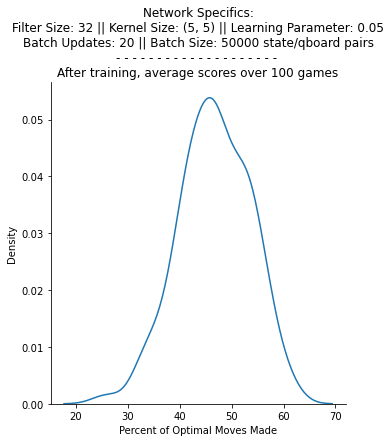 Network Specifics:
Filter Size: 32 || Kernel Size: (5, 5) || Learning Parameter: 0.05
Batch Updates: 20 || Batch Size: 50000 state/qboard pairs
- - - - - - - - - - - - - - - - - - - -
After training, average scores over 100 games
0.05
0.04
0.03
0.02
0.01
0.00
Density
20 30 40 50 60 70
Percent of Optimal Moves Made